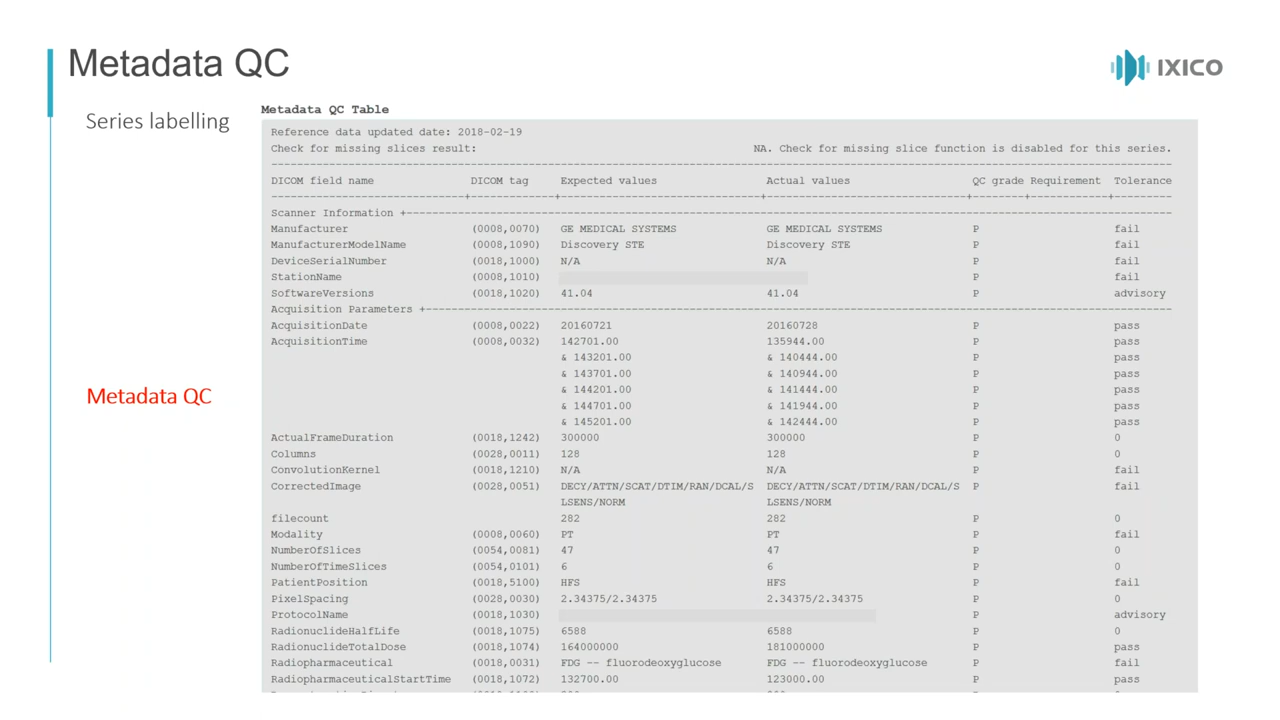 Metadata QC
IXICO
Series labelling
Metadata QC
Metadata QC Table
Reference data updated date: 2018-02-19
Check for missing slices result: NA. Check for missing slice function is disabled for this series.
DICOM field name DICOM tag Expected values Actual values QC grade Requirement Tolerance
Scanner Information
Manufacturer (0008,0070) GE MEDICAL SYSTEMS GE MEDICAL SYSTEMS P fail
ManufacturerModelName (0008,1090) Discovery STE Discovery STE P fail
DeviceSerialNumber (0018,1000) N/A N/A P fail
StationName (0008,1010) P fail
SoftwareVersions (0018,1020) 41.04 41.04 P advisory
Acquisition Parameters
AcquisitionDate (0008,0022) 20160721 20160728 P pass
AcquisitionTime (0008,0032) 142701.00 135944.00 P pass
& 143201.00 & 140444.00 P pass
& 143701.00 & 140944.00 P pass
& 144201.00 & 141444.00 P pass
& 144701.00 & 141944.00 P pass
& 145201.00 & 142444.00 P pass
ActualFrameDuration (0018,1242) 300000 300000 P 0
Columns (0028,0011) 128 128 P 0
ConvolutionKernel (0018,1210) N/A N/A P fail
CorrectedImage (0028,0051) DECY/ATTN/SCAT/DTIM/RAN/DCAL/S DECY/ATTN/SCAT/DTIM/RAN/DCAL/S P fail
LSENS/NORM LSENS/NORM
filecount 282 282 P 0
Modality (0008,0060) PT PT P fail
NumberOfSlices (0054,0081) 47 47 P 0
NumberOfTimeSlices (0054,0101) 6 6 P 0
PatientPosition (0018,5100) HFS HFS P fail
PixelSpacing (0028,0030) 2.34375/2.34375 2.34375/2.34375 P 0
ProtocolName (0018,1030) P advisory
RadionuclideHalfLife (0018,1075) 6588 6588 P 0
RadionuclideTotalDose (0018,1074) 164000000 181000000 P pass
Radiopharmaceutical (0018,0031) FDG -- fluorodeoxyglucose FDG -- fluorodeoxyglucose P fail
RadiopharmaceuticalStartTime (0018,1072) 132700.00 123000.00 P pass